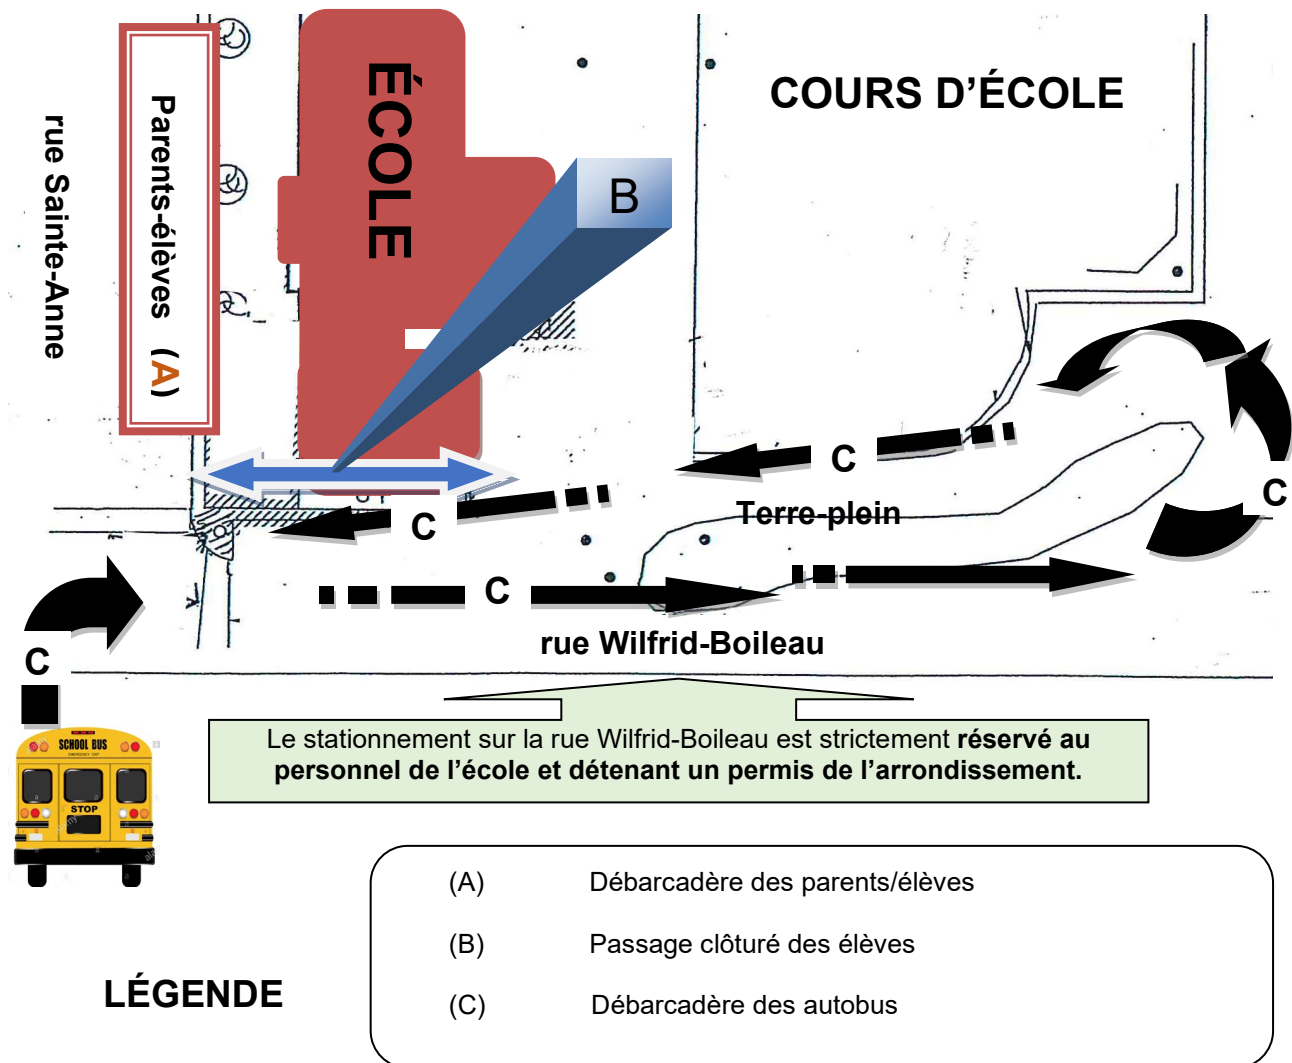 rue Sainte-Anne
Parents-élèves (A)
ÉCOLE
B
COURS D’ÉCOLE
C
C
C
Terre-plein
C
rue Wilfrid-Boileau
C
SCHOOL BUS
STOP
Le stationnement sur la rue Wilfrid-Boileau est strictement réservé au
personnel de l’école et détenant un permis de l’arrondissement.
LÉGENDE
(A) Débarcadère des parents/élèves
(B) Passage clôturé des élèves
(C) Débarcadère des autobus